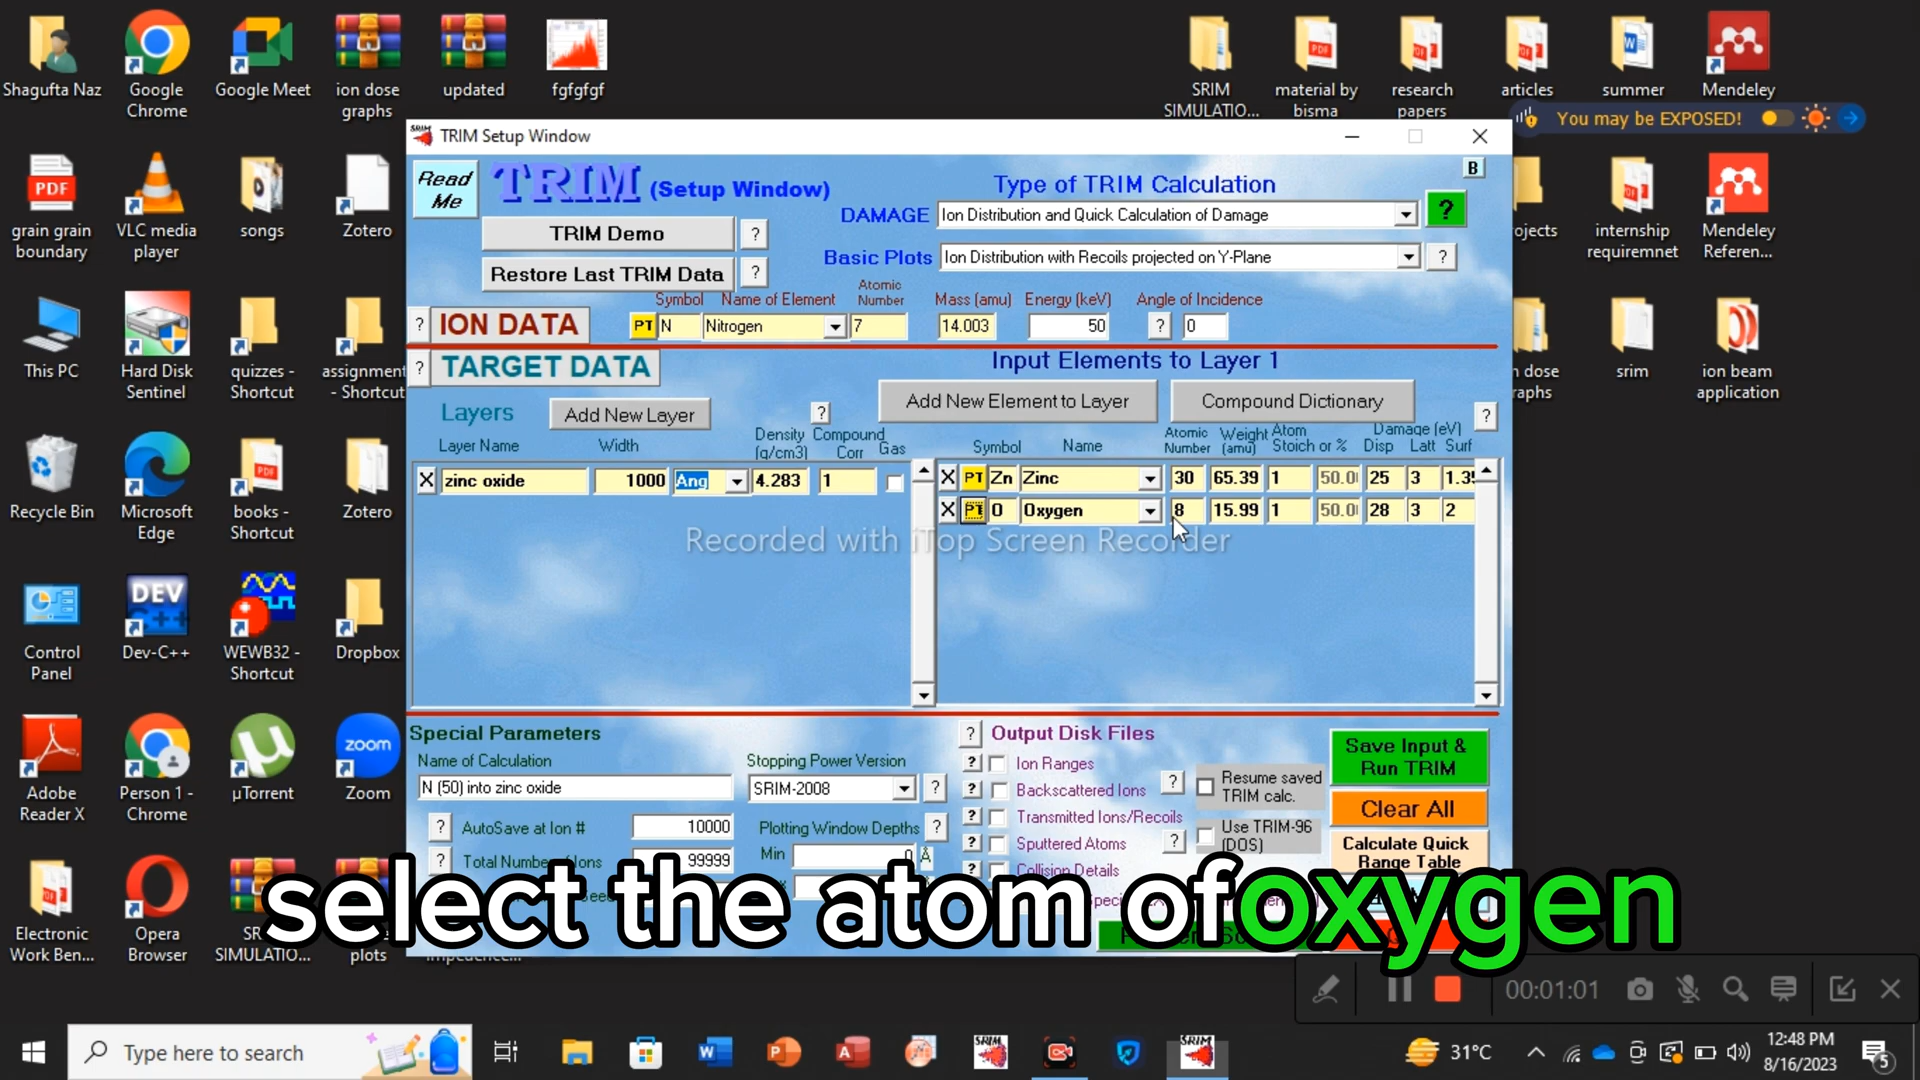 Shagufta Naz
Google Chrome
Google Meet
ion dose graphs
updated
fgfgfgf
SRIM SIMULATIO...
material by bisma
research papers
articles
summer
Mendeley
You may be EXPOSED!
grain grain boundary
VLC media player
songs
Zotero
internship requiremnet
Mendeley Referen...
This PC
Hard Disk Sentinel
quizzes - Shortcut
assignment - Shortcut
srim
ion beam application
Recycle Bin
Microsoft Edge
books - Shortcut
Zotero
Control Panel
Dev-C++
WEWB32 - Shortcut
Dropbox
Adobe Reader X
Person 1 - Chrome
µTorrent
Zoom
Electronic Work Ben...
Opera Browser
SIMULATIO...
plots
TRIM Setup Window
Read Me
TRIM (Setup Window)
Type of TRIM Calculation
B
DAMAGE
Ion Distribution and Quick Calculation of Damage
?
TRIM Demo
?
Basic Plots
Ion Distribution with Recoils projected on Y-Plane
?
Restore Last TRIM Data
?
Symbol
Name of Element
Atomic Number
Mass (amu)
Energy (keV)
Angle of Incidence
?
ION DATA
PT
N
Nitrogen
7
14.003
50
?
0
?
TARGET DATA
Input Elements to Layer 1
Layers
Add New Layer
?
Add New Element to Layer
Compound Dictionary
?
Layer Name
Width
Density (g/cm3)
Compound Corr
Gas
Symbol
Name
Atomic Number
Weight (amu)
Atom Stoich or %
Damage (eV)
Disp
Latt
Surf
X
zinc oxide
1000
Ang
4.283
1
X
PT
Zn
Zinc
30
65.39
1
50.0
25
3
1.35
X
PT
O
Oxygen
8
15.99
1
50.0
28
3
2
Recorded with iTop Screen Recorder
Special Parameters
Name of Calculation
N (50) into zinc oxide
Stopping Power Version
SRIM-2008
?
?
AutoSave at Ion #
10000
?
Total Number of Ions
99999
Plotting Window Depths
?
Min
0
Å
?
Output Disk Files
?
Ion Ranges
?
Backscattered Ions
?
Transmitted Ions/Recoils
?
Sputtered Atoms
?
Collision Details
?
Resume saved TRIM calc.
?
Use TRIM-96 (DOS)
Save Input & Run TRIM
Clear All
Calculate Quick Range Table
select the atom of oxygen
00:01:01
Type here to search
31°C
12:48 PM
8/16/2023
5